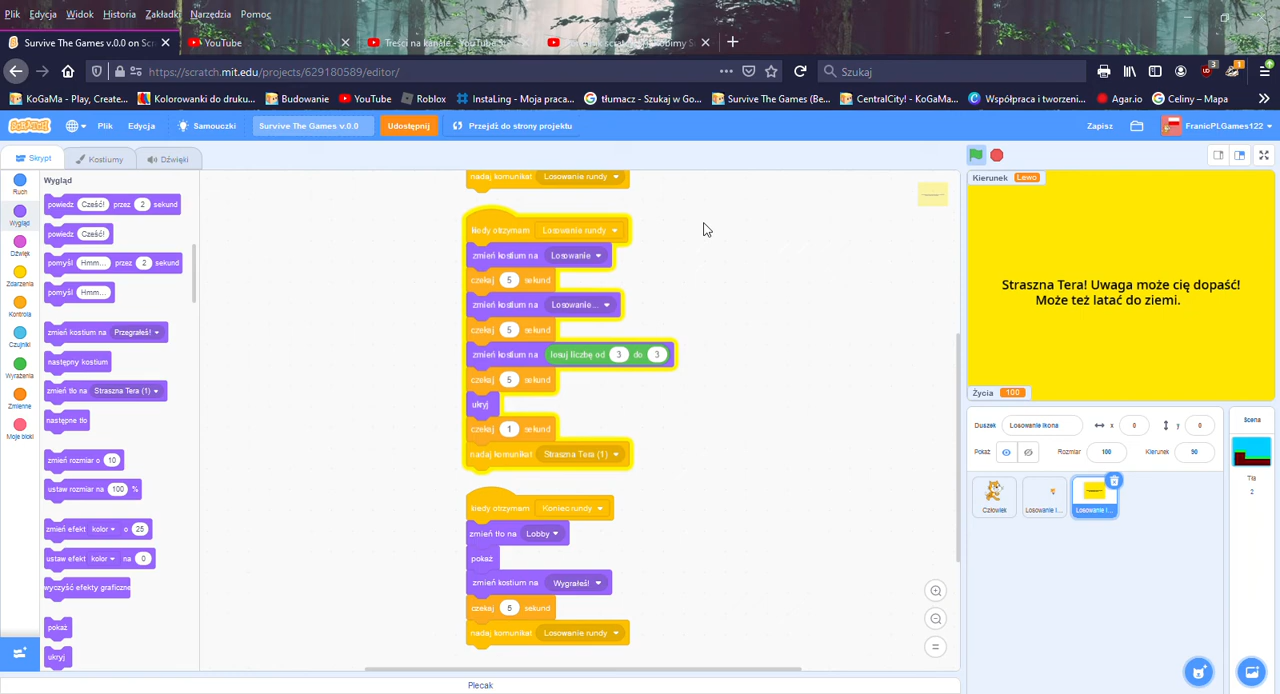 Plik Edycja Widok Historia Zakładki Narzędzia Pomoc
Survive The Games v.0.0 on Scr
YouTube
Treści na kanale - YouTube
https://scratch.mit.edu/projects/629180589/editor/
Szukaj
KoGaMa - Play, Create...
Kolorowanki do druku...
Budowanie
YouTube
Roblox
InstaLing - Moja praca...
tłumacz - Szukaj w Go...
Survive The Games (Be...
CentralCity! - KoGaMa...
Współpraca i tworzeni...
Agar.io
Celiny – Mapa
SCRATCH
Plik
Edycja
Samouczki
Survive The Games v.0.0
Udostępnij
Przejdź do strony projektu
Zapisz
FranicPLGames122
Skrypt
Kostiumy
Dźwięki
Ruch
Wygląd
Dźwięk
Zdarzenia
Kontrola
Czujniki
Wyrażenia
Zmienne
Moje bloki
Wygląd
powiedz Cześć! przez 2 sekund
powiedz Cześć!
pomyśl Hmm... przez 2 sekund
pomyśl Hmm...
zmień kostium na Przegrałeś!
następny kostium
zmień tło na Straszna Tera (1)
następne tło
zmień rozmiar o 10
ustaw rozmiar na 100 %
zmień efekt kolor o 25
ustaw efekt kolor na 0
wyczyść efekty graficzne
pokaż
ukryj
nadaj komunikat Losowanie rundy
kiedy otrzymam Losowanie rundy
zmień kostium na Losowanie
czekaj 5 sekund
zmień kostium na Losowanie...
czekaj 5 sekund
zmień kostium na losuj liczbę od 3 do 3
czekaj 5 sekund
ukryj
czekaj 1 sekund
nadaj komunikat Straszna Tera (1)
kiedy otrzymam Koniec rundy
zmień tło na Lobby
pokaż
zmień kostium na Wygrałeś!
czekaj 5 sekund
nadaj komunikat Losowanie rundy
Plecak
Kierunek Lewo
Straszna Tera! Uwaga może cię dopaść!
Może też latać do ziemi.
Życia 100
Duszek Losowanie Ikona x 0 y 0
Pokaż Rozmiar 100 Kierunek 90
Człowiek
Losowanie I...
Losowanie I...
Scena
Tła
2